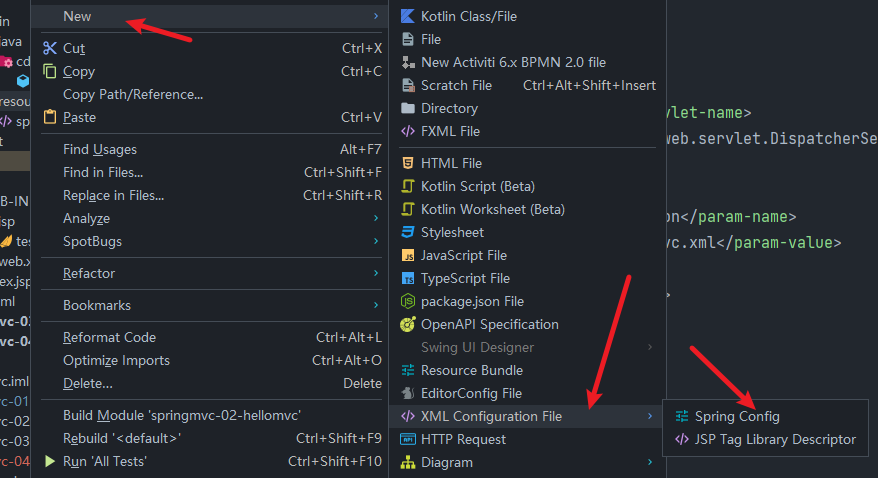 in
java
cd
resou
sp
t
B-IN
jsp
tes
web.x
ex.jsp
ml
vc-02
vc-04
vc.iml
vc-01
vc-02
vc-03
vc-04
New
Cut Ctrl+X
Copy Ctrl+C
Copy Path/Reference...
Paste Ctrl+V
Find Usages Alt+F7
Find in Files... Ctrl+Shift+F
Replace in Files... Ctrl+Shift+R
Analyze
SpotBugs
Refactor
Bookmarks
Reformat Code Ctrl+Alt+L
Optimize Imports Ctrl+Alt+O
Delete... Delete
Build Module 'springmvc-02-hellomvc'
Rebuild '<default>' Ctrl+Shift+F9
Run 'All Tests' Ctrl+Shift+F10
Kotlin Class/File
File
New Activiti 6.x BPMN 2.0 file
Scratch File Ctrl+Alt+Shift+Insert
Directory
FXML File
HTML File
Kotlin Script (Beta)
Kotlin Worksheet (Beta)
Stylesheet
JavaScript File
TypeScript File
package.json File
OpenAPI Specification
Swing UI Designer
Resource Bundle
EditorConfig File
XML Configuration File
HTTP Request
Diagram
Spring Config
JSP Tag Library Descriptor
vlet-name>
web.servlet.DispatcherSe
on</param-name>
vc.xml</param-value>
>